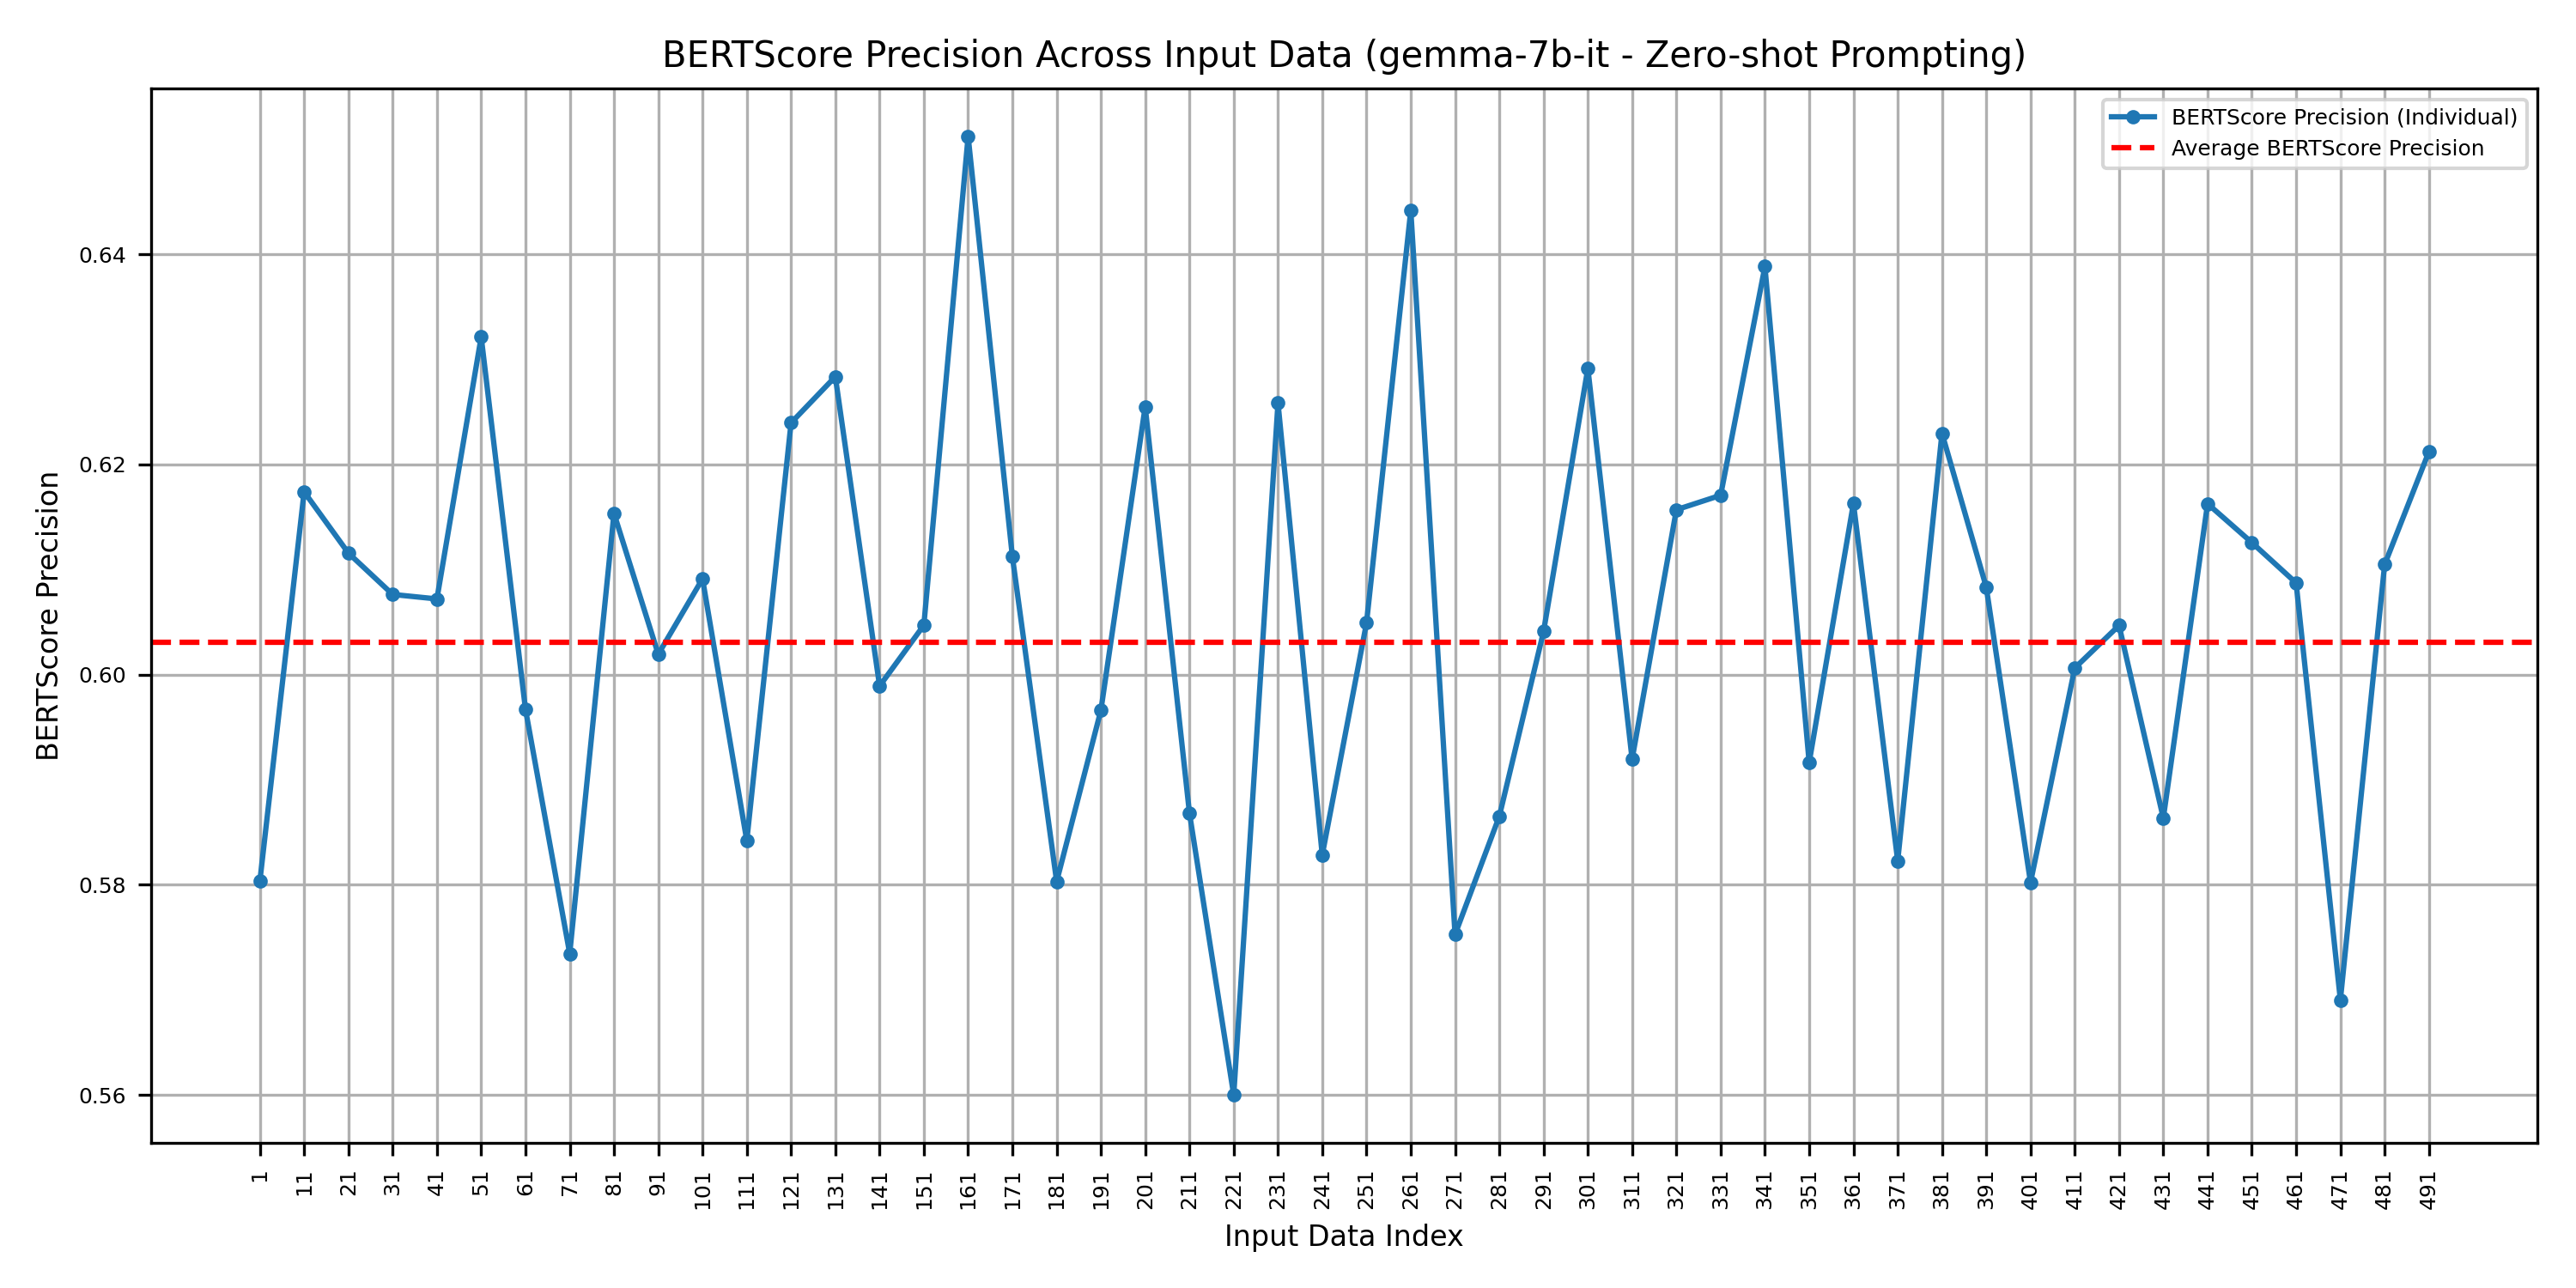 BERTScore Precision Across Input Data (gemma-7b-it - Zero-shot Prompting)
BERTScore Precision (Individual)
Average BERTScore Precision
BERTScore Precision
0.64
0.62
0.60
0.58
0.56
1 11 21 31 41 51 61 71 81 91 101 111 121 131 141 151 161 171 181 191 201 211 221 231 241 251 261 271 281 291 301 311 321 331 341 351 361 371 381 391 401 411 421 431 441 451 461 471 481 491
Input Data Index